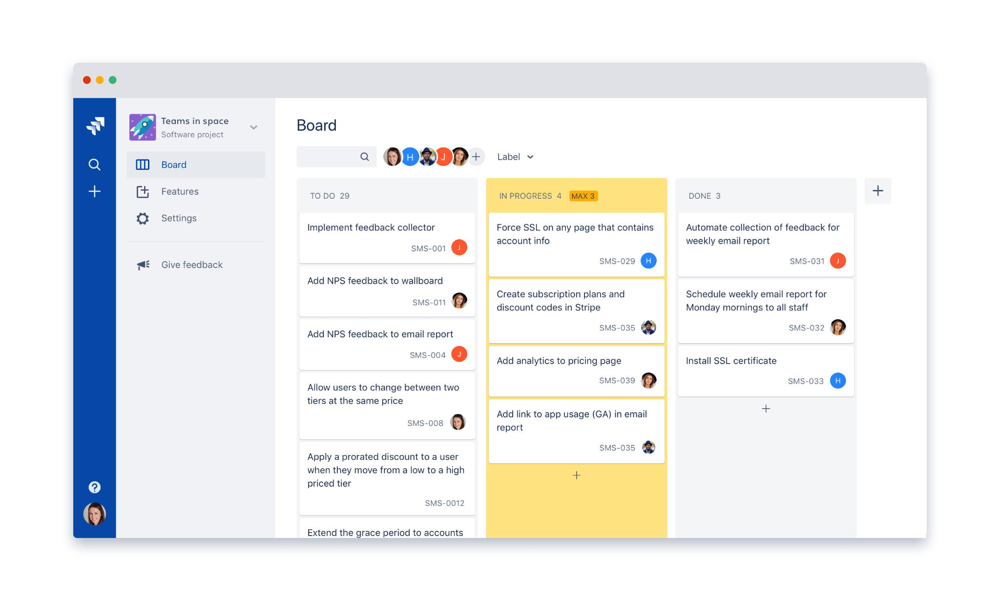 Teams in space
Software project
Board
Features
Settings
Give feedback
?
Board
H
J
Label
TO DO 29
Implement feedback collector
SMS-001
J
Add NPS feedback to wallboard
SMS-011
Add NPS feedback to email report
SMS-004
J
Allow users to change between two
tiers at the same price
SMS-008
Apply a prorated discount to a user
when they move from a low to a high
priced tier
SMS-0012
Extend the grace period to accounts
IN PROGRESS 4 MAX 3
Force SSL on any page that contains
account info
SMS-029
H
Create subscription plans and
discount codes in Stripe
SMS-035
Add analytics to pricing page
SMS-039
Add link to app usage (GA) in email
report
SMS-035
DONE 3
Automate collection of feedback for
weekly email report
SMS-031
J
Schedule weekly email report for
Monday mornings to all staff
SMS-032
Install SSL certificate
SMS-033
H